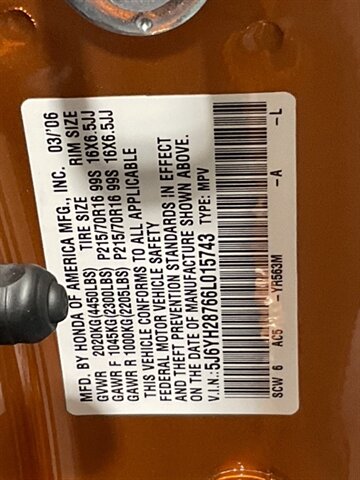 MFD. BY HONDA OF AMERICA MFG., INC. 03/'06
TIRE SIZE RIM SIZE
GVWR 2020KG(4450LBS) P215/70R16 99S 16X6.5JJ
GAWR F 1045KG(2300LBS) P215/70R16 99S 16X6.5JJ
GAWR R 1000KG(2205LBS)
THIS VEHICLE CONFORMS TO ALL APPLICABLE
FEDERAL MOTOR VEHICLE SAFETY
AND THEFT PREVENTION STANDARDS IN EFFECT
ON THE DATE OF MANUFACTURE SHOWN ABOVE.
V.I.N.: 5J6YH28766L015743 TYPE: MPV
SCW 6 AC5 -YR563M -A -L